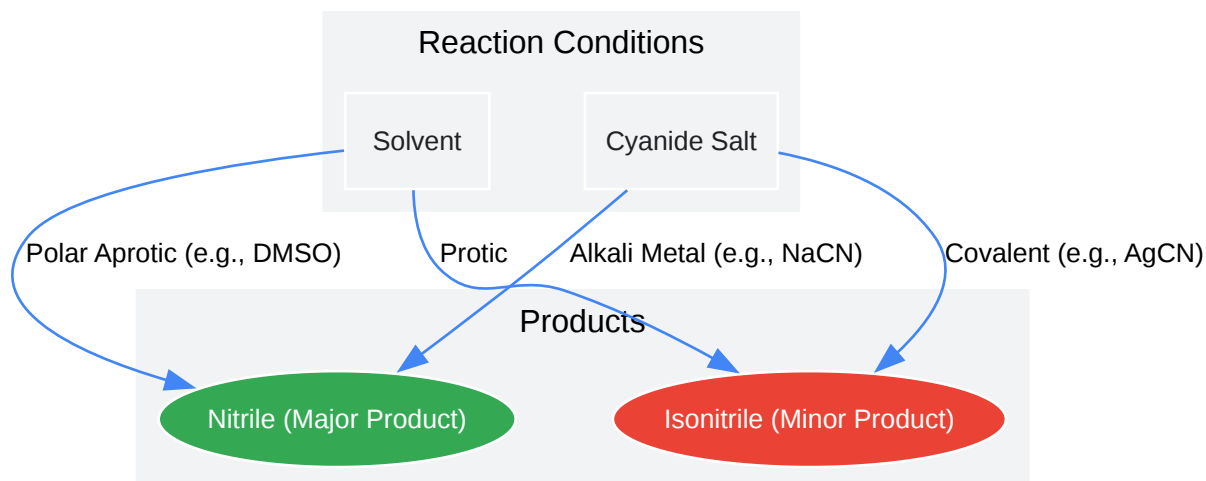 Reaction Conditions
Solvent
Cyanide Salt
Polar Aprotic (e.g., DMSO)
Protic
Alkali Metal (e.g., NaCN)
Covalent (e.g., AgCN)
Products
Nitrile (Major Product)
Isonitrile (Minor Product)